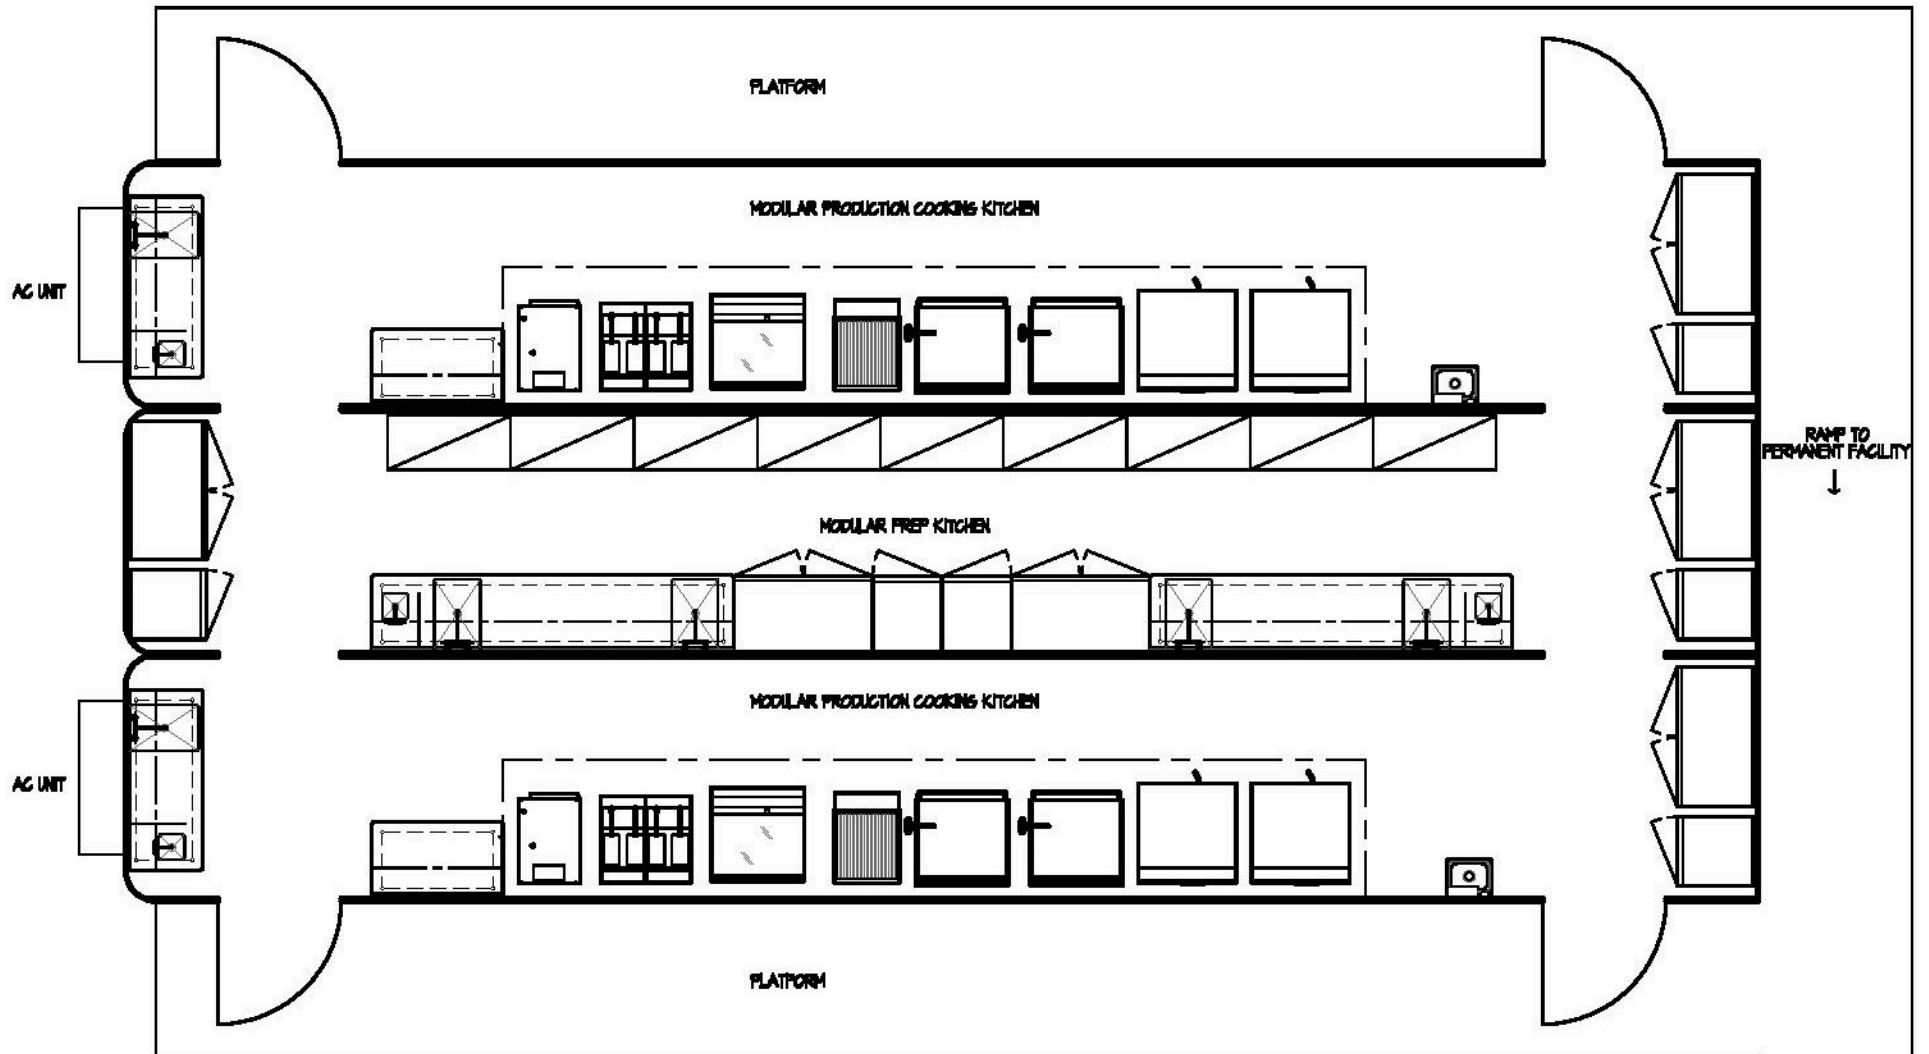 PLATFORM
MODULAR PRODUCTION COOKING KITCHEN
AC UNIT
RAMP TO
PERMANENT FACILITY
MODULAR PREP KITCHEN
MODULAR PRODUCTION COOKING KITCHEN
AC UNIT
PLATFORM